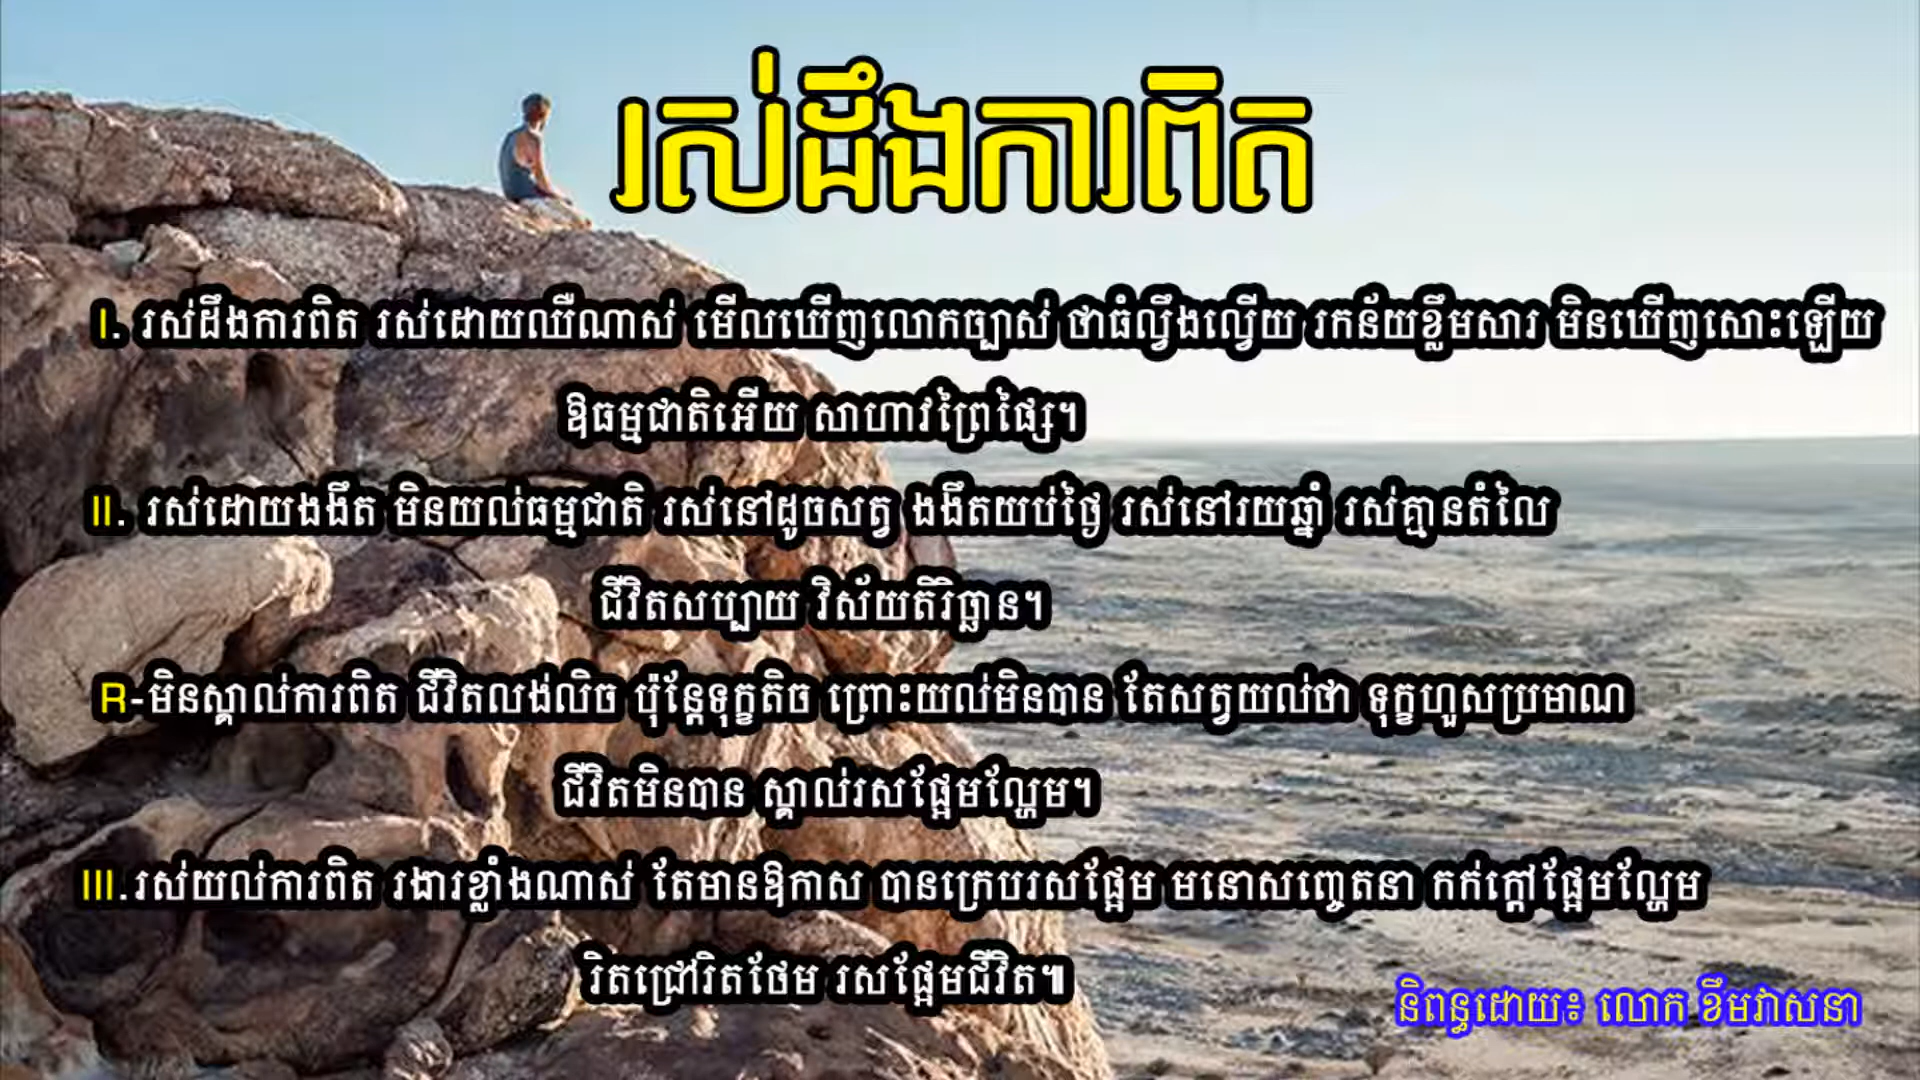 រស់ដឹងការពិត
I. រស់ដឹងការពិត រស់ដោយឈឺណាស់ មើលឃើញលោកច្បាស់ ថាធំល្វឹងល្វើយ រកន័យខ្លឹមសារ មិនឃើញសោះឡើយ
ឱធម្មជាតិអើយ សាហាវព្រៃផ្សៃ។
II. រស់ដោយងងឹត មិនយល់ធម្មជាតិ រស់នៅដូចសត្វ ងងឹតយប់ថ្ងៃ រស់នៅរយឆ្នាំ រស់គ្មានតំលៃ
ជីវិតសប្បាយ វិស័យតិរិច្ឆាន។
R-មិនស្គាល់ការពិត ជីវិតលង់លិច ប៉ុន្តែទុក្ខតិច ព្រោះយល់មិនបាន តែសត្វយល់ថា ទុក្ខហួសប្រមាណ
ជីវិតមិនបាន ស្គាល់រសផ្អែមល្ហែម។
III.រស់យល់ការពិត រងារខ្លាំងណាស់ តែមានឱកាស បានក្រេបរសផ្អែម មនោសញ្ចេតនា កក់ក្ដៅផ្អែមល្ហែម
រិតជ្រៅរិតថែម រសផ្អែមជីវិត៕
និពន្ធដោយ៖ លោក ខឹមវាសនា